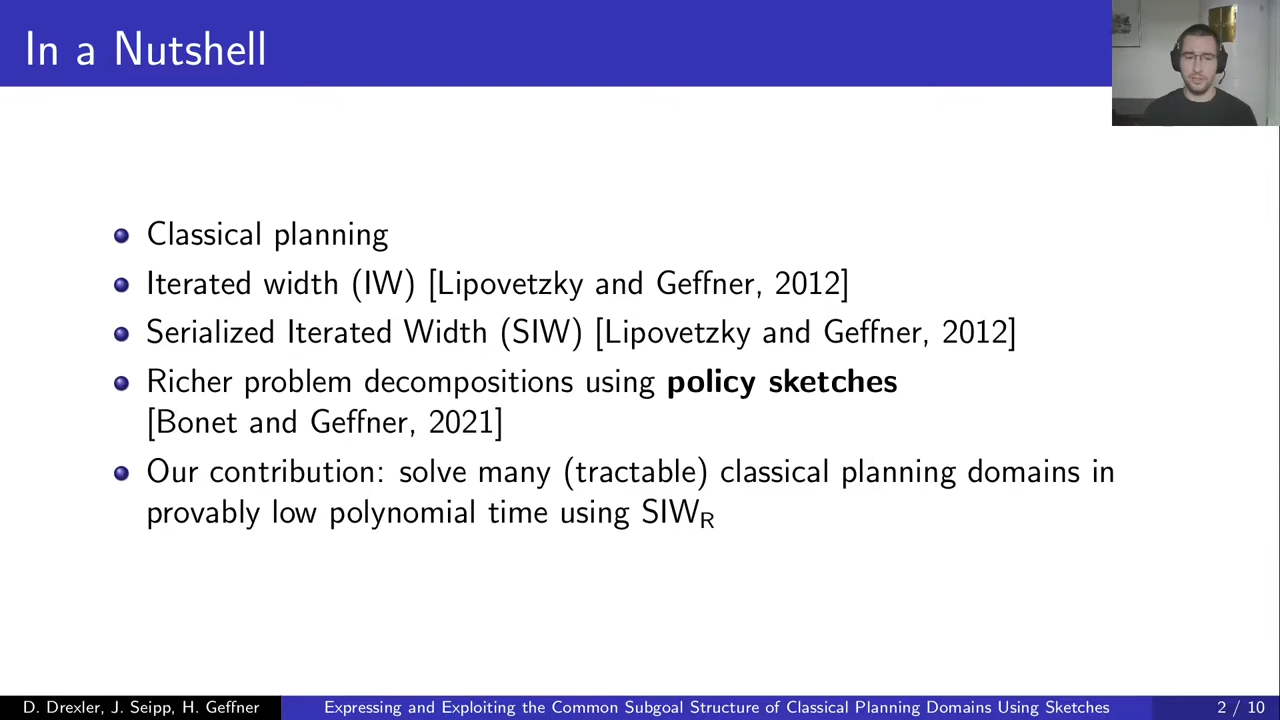 In a Nutshell
Classical planning
Iterated width (IW) [Lipovetzky and Geffner, 2012]
Serialized Iterated Width (SIW) [Lipovetzky and Geffner, 2012]
Richer problem decompositions using policy sketches
[Bonet and Geffner, 2021]
Our contribution: solve many (tractable) classical planning domains in
provably low polynomial time using SIW_R
D. Drexler, J. Seipp, H. Geffner
Expressing and Exploiting the Common Subgoal Structure of Classical Planning Domains Using Sketches
2 / 10